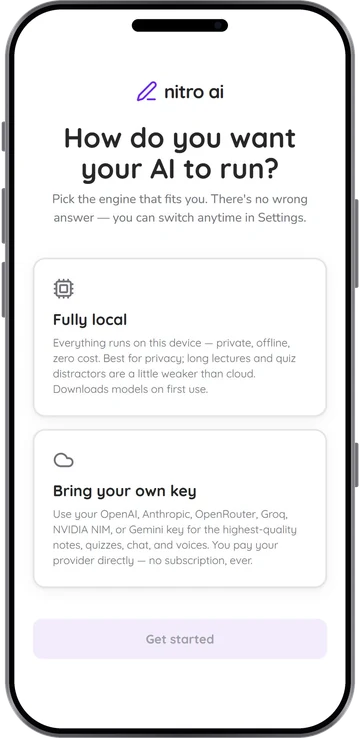 nitro ai
How do you want
your AI to run?
Pick the engine that fits you. There's no wrong
answer — you can switch anytime in Settings.
Fully local
Everything runs on this device — private, offline,
zero cost. Best for privacy; long lectures and quiz
distractors are a little weaker than cloud.
Downloads models on first use.
Bring your own key
Use your OpenAI, Anthropic, OpenRouter, Groq,
NVIDIA NIM, or Gemini key for the highest-quality
notes, quizzes, chat, and voices. You pay your
provider directly — no subscription, ever.
Get started